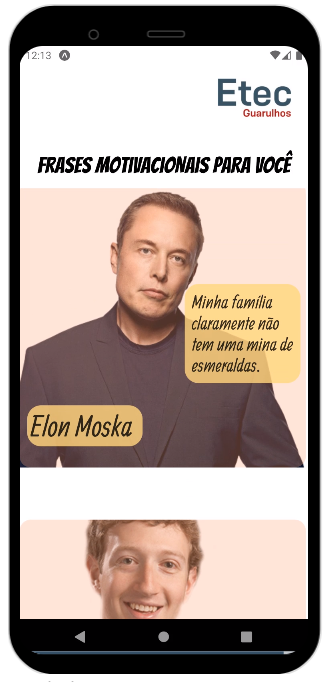 12:13
Etec
Guarulhos
FRASES MOTIVACIONAIS PARA VOCÊ
Minha família
claramente não
tem uma mina de
esmeraldas.
Elon Moska